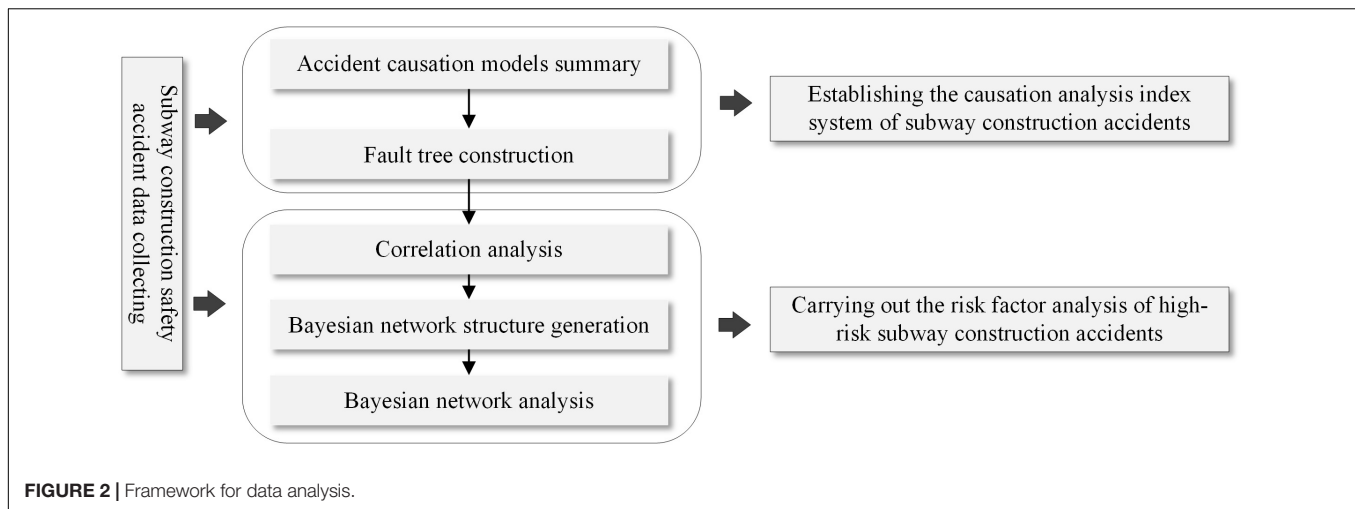 Subway construction safety
accident data collecting
Accident causation models summary
Fault tree construction
Establishing the causation analysis index
system of subway construction accidents
Correlation analysis
Bayesian network structure generation
Bayesian network analysis
Carrying out the risk factor analysis of high-
risk subway construction accidents
FIGURE 2 | Framework for data analysis.